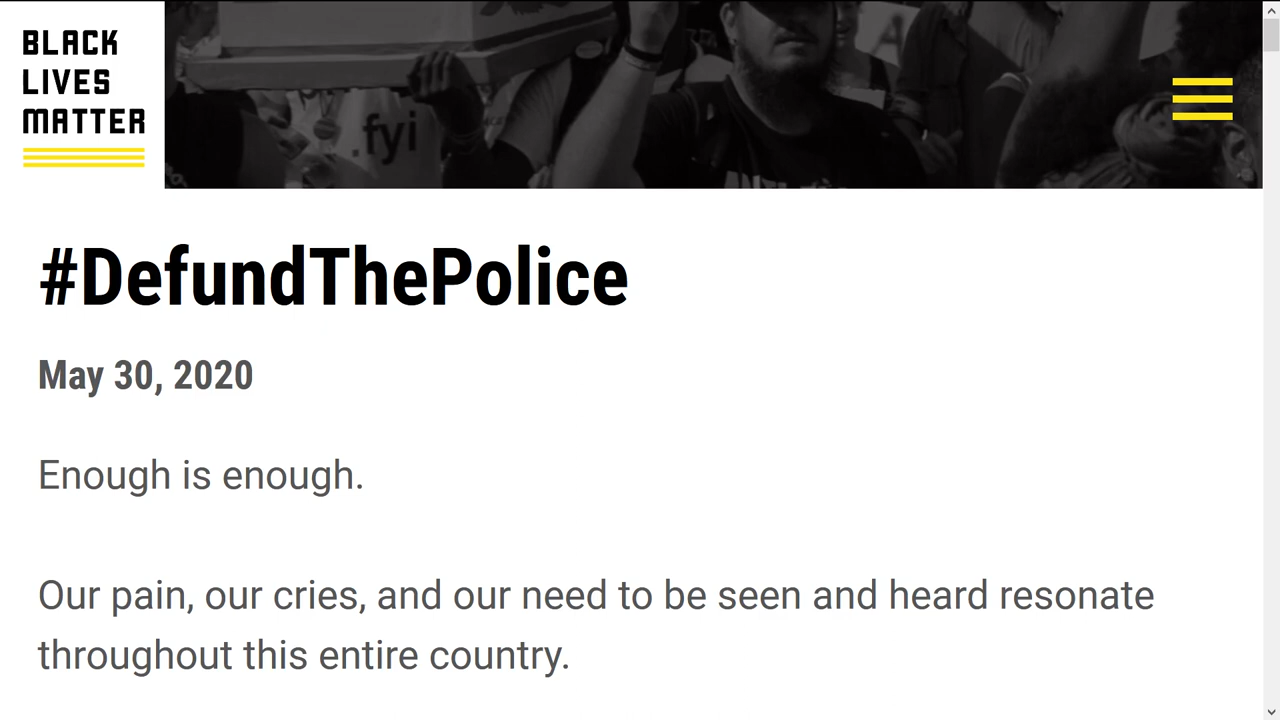 BLACK
LIVES
MATTER
.fyi
#DefundThePolice
May 30, 2020
Enough is enough.
Our pain, our cries, and our need to be seen and heard resonate
throughout this entire country.